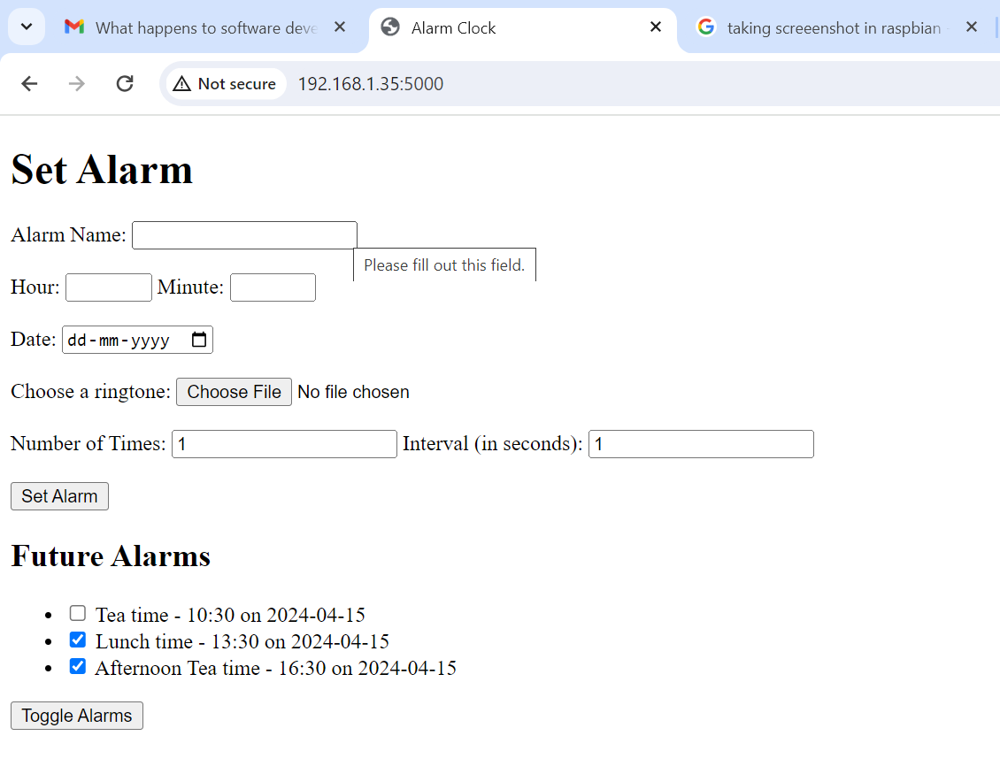 What happens to software deve
Alarm Clock
taking screeenshot in raspbian
Not secure
192.168.1.35:5000
Set Alarm
Alarm Name:
Please fill out this field.
Hour: Minute:
Date: dd-mm-yyyy
Choose a ringtone: Choose File No file chosen
Number of Times: 1 Interval (in seconds): 1
Set Alarm
Future Alarms
Tea time - 10:30 on 2024-04-15
Lunch time - 13:30 on 2024-04-15
Afternoon Tea time - 16:30 on 2024-04-15
Toggle Alarms